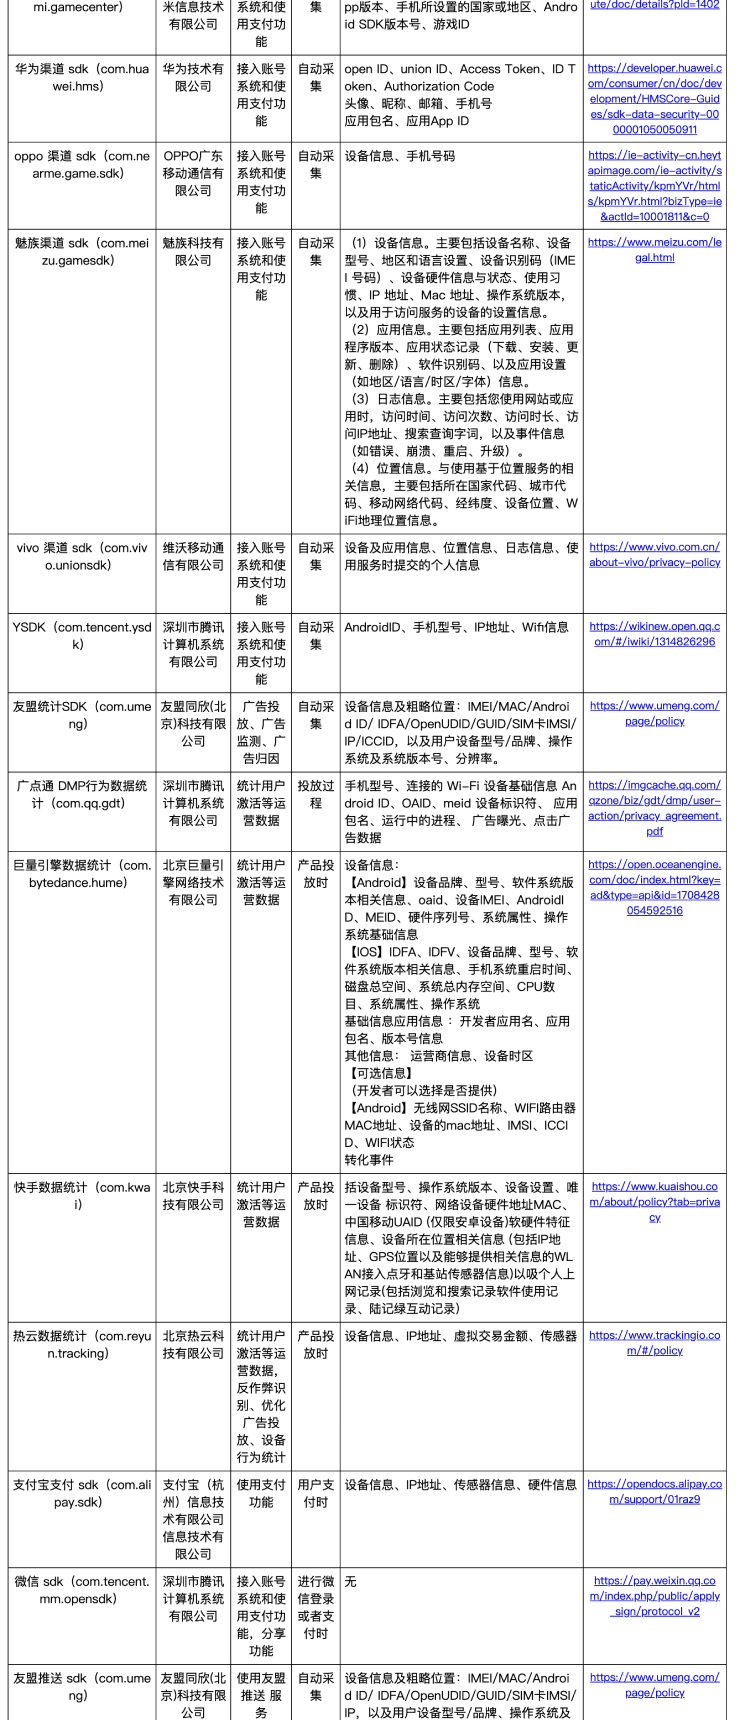 mi.gamecenter)
米信息技术
有限公司
系统和使
用支付功
能
集
pp版本、手机所设置的国家或地区、Andro
id SDK版本号、游戏ID
ute/doc/details?pId=1402
华为渠道 sdk（com.hua
wei.hms)
华为技术有
限公司
接入账号
系统和使
用支付功
能
自动采
集
open ID、union ID、Access Token、ID T
oken、Authorization Code
头像、昵称、邮箱、手机号
应用包名、应用App ID
https://developer.huawei.c
om/consumer/cn/doc/dev
elopment/HMSCore-Guid
es/sdk-data-security-00
00001050050911
oppo 渠道 sdk（com.ne
arme.game.sdk)
OPPO广东
移动通信有
限公司
接入账号
系统和使
用支付功
能
自动采
集
设备信息、手机号码
https://ie-activity-cn.heyt
apimage.com/ie-activity/s
taticActivity/kpmYVr/html
s/kpmYVr.html?bizType=ie
&actId=10001811&c=0
魅族渠道 sdk（com.mei
zu.gamesdk)
魅族科技有
限公司
接入账号
系统和使
用支付功
能
自动采
集
（1）设备信息。主要包括设备名称、设备
型号、地区和语言设置、设备识别码（IME
I 号码）、设备硬件信息与状态、使用习
惯、IP 地址、Mac 地址、操作系统版本，
以及用于访问服务的设备的设置信息。
（2）应用信息。主要包括应用列表、应用
程序版本、应用状态记录（下载、安装、更
新、删除）、软件识别码、以及应用设置
（如地区/语言/时区/字体）信息。
（3）日志信息。主要包括您使用网站或应
用时，访问时间、访问次数、访问时长、访
问IP地址、搜索查询字词，以及事件信息
（如错误、崩溃、重启、升级）。
（4）位置信息。与使用基于位置服务的相
关信息，主要包括所在国家代码、城市代
码、移动网络代码、经纬度、设备位置、W
iFi地理位置信息。
https://www.meizu.com/le
gal.html
vivo 渠道 sdk（com.viv
o.unionsdk)
维沃移动通
信有限公司
接入账号
系统和使
用支付功
能
自动采
集
设备及应用信息、位置信息、日志信息、使
用服务时提交的个人信息
https://www.vivo.com.cn/
about-vivo/privacy-policy
YSDK（com.tencent.ysd
k)
深圳市腾讯
计算机系统
有限公司
接入账号
系统和使
用支付功
能
自动采
集
AndroidID、手机型号、IP地址、Wifi信息
https://wikinew.open.qq.c
om/#/iwiki/1314826296
友盟统计SDK（com.ume
ng)
友盟同欣(北
京)科技有限
公司
广告投
放、广告
监测、广
告归因
自动采
集
设备信息及粗略位置：IMEI/MAC/Androi
d ID/ IDFA/OpenUDID/GUID/SIM卡IMSI/
IP/ICCID，以及用户设备型号/品牌、操作
系统及系统版本号、分辨率。
https://www.umeng.com/
page/policy
广点通 DMP行为数据统
计（com.qq.gdt)
深圳市腾讯
计算机系统
有限公司
统计用户
激活等运
营数据
投放过
程
手机型号、连接的 Wi-Fi 设备基础信息 An
droid ID、OAID、meid 设备标识符、 应用
包名、运行中的进程、 广告曝光、点击广
告数据
https://imgcache.qq.com/
qzone/biz/gdt/dmp/user-
action/privacy_agreement.
pdf
巨量引擎数据统计（com.
bytedance.hume)
北京巨量引
擎网络技术
有限公司
统计用户
激活等运
营数据
产品投
放时
设备信息：
【Android】设备品牌、型号、软件系统版
本相关信息、oaid、设备IMEI、AndroidI
D、MEID、硬件序列号、系统属性、操作
系统基础信息
【IOS】IDFA、IDFV、设备品牌、型号、软
件系统版本相关信息、手机系统重启时间、
磁盘总空间、系统总内存空间、CPU数
目、系统属性、操作系统
基础信息应用信息 ： 开发者应用名、应用
包名、版本号信息
其他信息： 运营商信息、设备时区
【可选信息】
（开发者可以选择是否提供）
【Android】无线网SSID名称、WIFI路由器
MAC地址、设备的mac地址、IMSI、ICCI
D、WIFI状态
转化事件
https://open.oceanengine.
com/doc/index.html?key=
ad&type=api&id=1708428
054592516
快手数据统计（com.kwa
i)
北京快手科
技有限公司
统计用户
激活等运
营数据
产品投
放时
括设备型号、操作系统版本、设备设置、唯
一设备 标识符、网络设备硬件地址MAC、
中国移动UAID (仅限安卓设备)软硬件特征
信息、设备所在位置相关信息 (包括IP地
址、GPS位置以及能够提供相关信息的WL
AN接入点牙和基站传感器信息)以吸个人上
网记录(包括浏览和搜索记录软件使用记
录、陆记绿互动记录）
https://www.kuaishou.com
m/about/policy?tab=priva
cy
热云数据统计（com.reyu
n.tracking)
北京热云科
技有限公司
统计用户
激活等运
营数据，
反作弊识
别、优化
广告投
放、设备
行为统计
产品投
放时
设备信息、IP地址、虚拟交易金额、传感器
https://www.trackingio.co
m/#/policy
支付宝支付 sdk（com.ali
pay.sdk)
支付宝（杭
州）信息技
术有限公司
信息技术有
限公司
使用支付
功能
用户支
付时
设备信息、IP地址、传感器信息、硬件信息
https://opendocs.alipay.co
m/support/01raz9
微信 sdk（com.tencent.
mm.opensdk)
深圳市腾讯
计算机系统
有限公司
接入账号
系统和使
用支付功
能，分享
功能
进行微
信登录
或者支
付时
无
https://pay.weixin.qq.co
m/index.php/public/apply
_sign/protocol_v2
友盟推送 sdk（com.ume
ng)
友盟同欣(北
京)科技有限
公司
使用友盟
推送 服
务
自动采
集
设备信息及粗略位置：IMEI/MAC/Androi
d ID/ IDFA/OpenUDID/GUID/SIM卡IMSI/
IP，以及用户设备型号/品牌、操作系统及
https://www.umeng.com/
page/policy